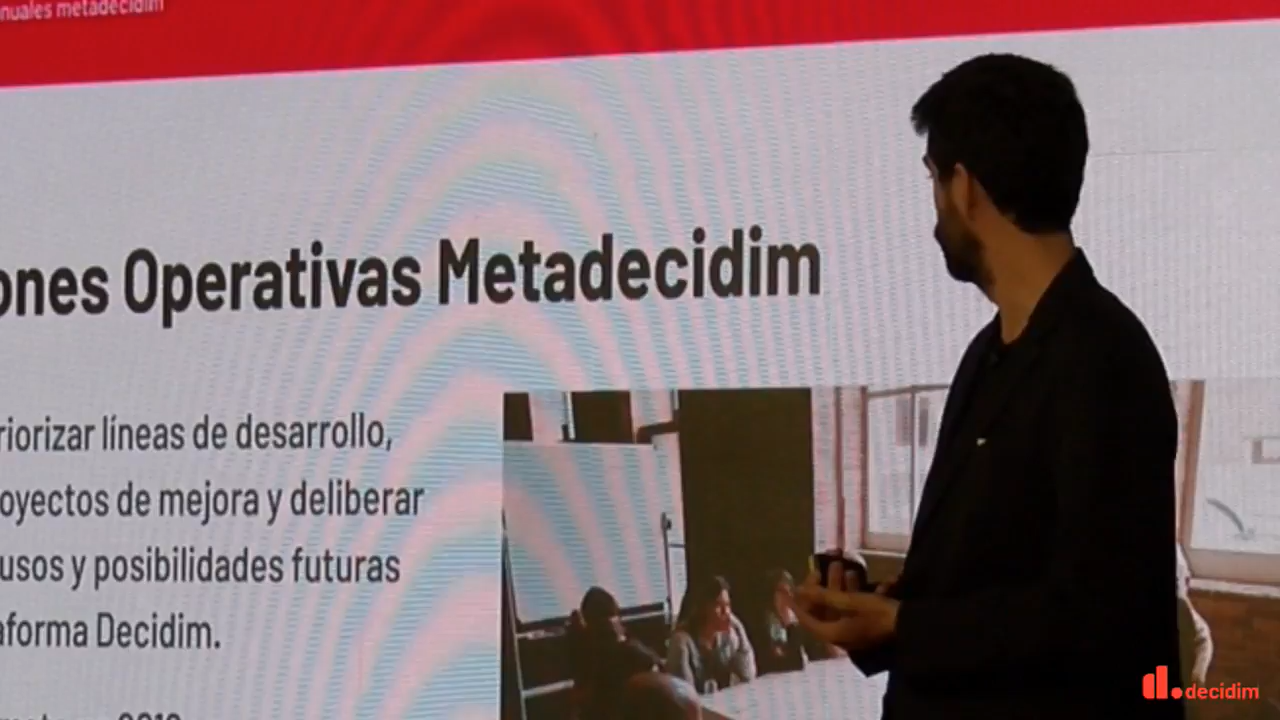 nuales metadecidim
ones Operativas Metadecidim
riorizar líneas de desarrollo,
oyectos de mejora y deliberar
usos y posibilidades futuras
aforma Decidim.
decidim